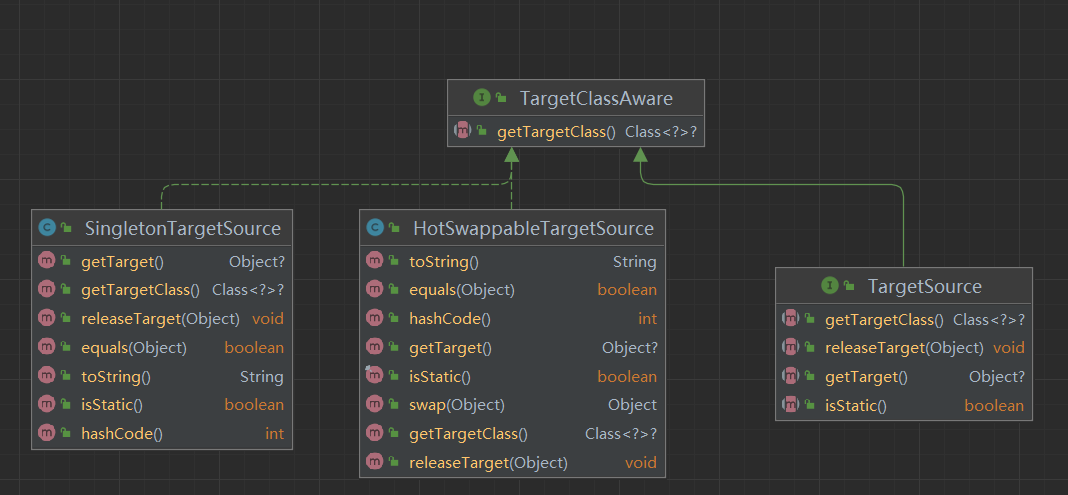 TargetClassAware
getTargetClass() Class<?>?
SingletonTargetSource
getTarget() Object?
getTargetClass() Class<?>?
releaseTarget(Object) void
equals(Object) boolean
toString() String
isStatic() boolean
hashCode() int
HotSwappableTargetSource
toString() String
equals(Object) boolean
hashCode() int
getTarget() Object?
isStatic() boolean
swap(Object) Object
getTargetClass() Class<?>?
releaseTarget(Object) void
TargetSource
getTargetClass() Class<?>?
releaseTarget(Object) void
getTarget() Object?
isStatic() boolean